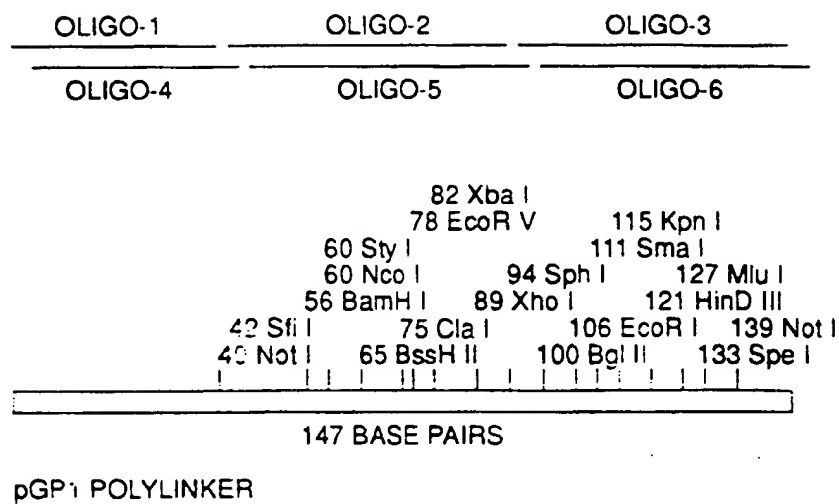 OLIGO-1 OLIGO-2 OLIGO-3
OLIGO-4 OLIGO-5 OLIGO-6
82 Xba I
78 EcoR V 115 Kpn I
60 Sty I 111 Sma I
60 Nco I 94 Sph I 127 Mlu I
56 BamH I 89 Xho I 121 HinD III
Sfi I 75 Cla I 106 EcoR I 139 Not I
Not I 65 BssH II 100 Bgl II 133 Spe I
147 BASE PAIRS
POLYLINKER